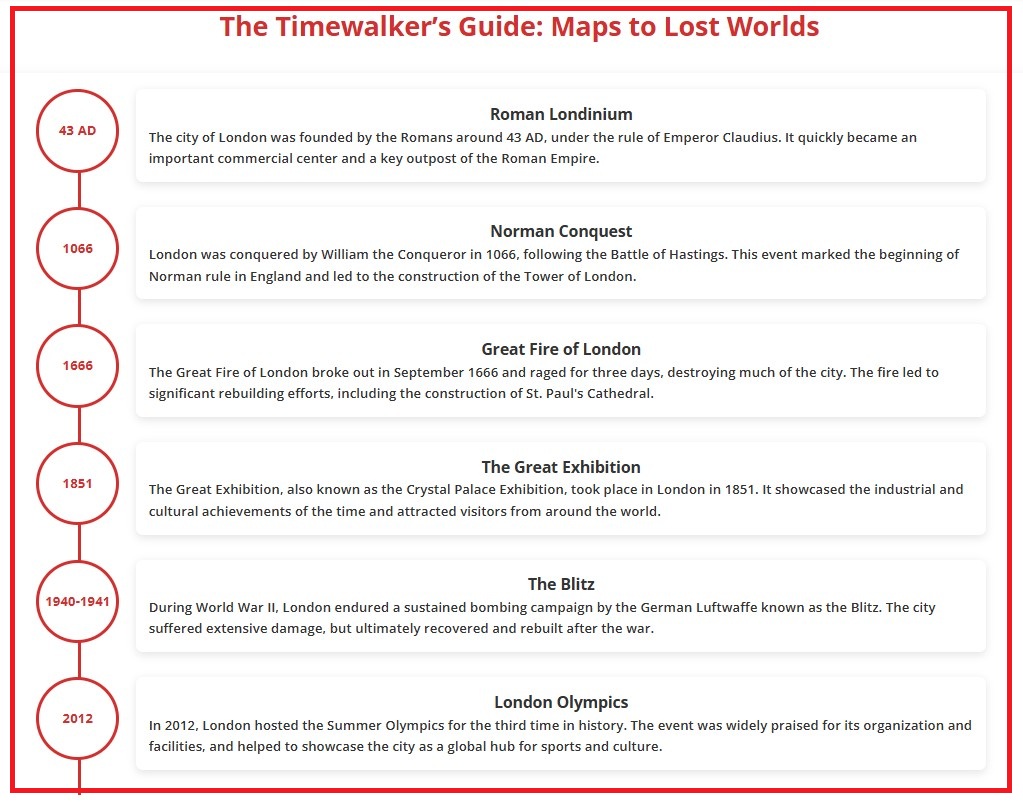 The Timewalker’s Guide: Maps to Lost Worlds
43 AD
Roman Londinium
The city of London was founded by the Romans around 43 AD, under the rule of Emperor Claudius. It quickly became an
important commercial center and a key outpost of the Roman Empire.
1066
Norman Conquest
London was conquered by William the Conqueror in 1066, following the Battle of Hastings. This event marked the beginning of
Norman rule in England and led to the construction of the Tower of London.
1666
Great Fire of London
The Great Fire of London broke out in September 1666 and raged for three days, destroying much of the city. The fire led to
significant rebuilding efforts, including the construction of St. Paul's Cathedral.
1851
The Great Exhibition
The Great Exhibition, also known as the Crystal Palace Exhibition, took place in London in 1851. It showcased the industrial and
cultural achievements of the time and attracted visitors from around the world.
1940-1941
The Blitz
During World War II, London endured a sustained bombing campaign by the German Luftwaffe known as the Blitz. The city
suffered extensive damage, but ultimately recovered and rebuilt after the war.
2012
London Olympics
In 2012, London hosted the Summer Olympics for the third time in history. The event was widely praised for its organization and
facilities, and helped to showcase the city as a global hub for sports and culture.